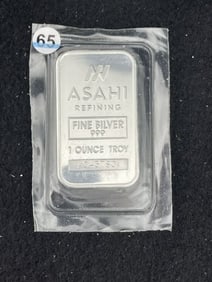 65
ASAHI
REFINING
FINE SILVER
999
1 OUNCE TROY